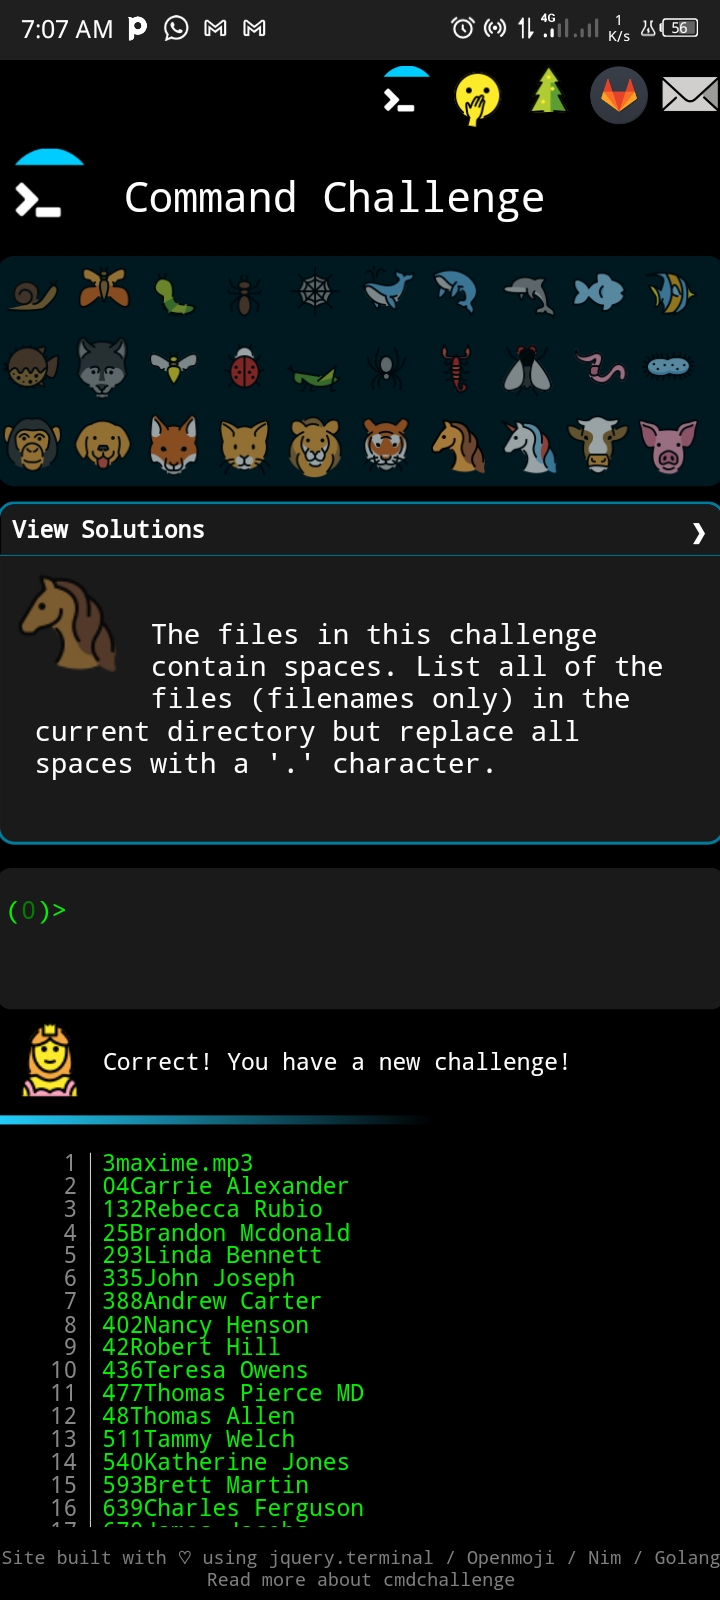 7:07 AM
4G
1
K/s
56
Command Challenge
View Solutions
The files in this challenge
contain spaces. List all of the
files (filenames only) in the
current directory but replace all
spaces with a '.' character.
(0)>
Correct! You have a new challenge!
1 3maxime.mp3
2 04Carrie Alexander
3 132Rebecca Rubio
4 25Brandon Mcdonald
5 293Linda Bennett
6 335John Joseph
7 388Andrew Carter
8 402Nancy Henson
9 42Robert Hill
10 436Teresa Owens
11 477Thomas Pierce MD
12 48Thomas Allen
13 511Tammy Welch
14 540Katherine Jones
15 593Brett Martin
16 639Charles Ferguson
Site built with ♡ using jquery.terminal / Openmoji / Nim / Golang
Read more about cmdchallenge